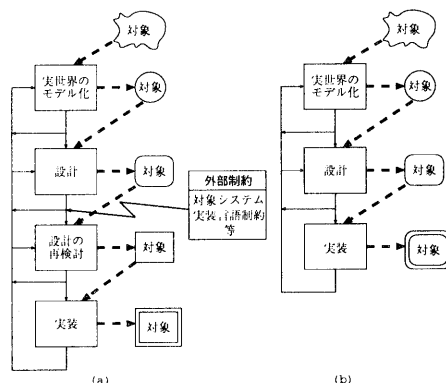 対象
実世界の
モデル化
対象
設計
対象
外部制約
対象システム
実装言語制約
等
設計の
再検討
対象
実装
対象
(a)
対象
実世界の
モデル化
対象
設計
対象
実装
対象
(b)